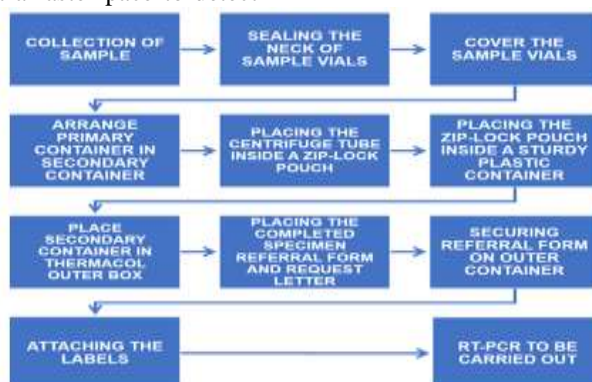 COLLECTION OF
SAMPLE
SEALING THE
NECK OF
SAMPLE VIALS
COVER THE
SAMPLE VIALS
ARRANGE
PRIMARY
CONTAINER IN
SECONDARY
CONTAINER
PLACING THE
CENTRIFUGE TUBE
INSIDE A ZIP-LOCK
POUCH
PLACING THE
ZIP-LOCK POUCH
INSIDE A STURDY
PLASTIC
CONTAINER
PLACE
SECONDARY
CONTAINER IN
THERMACOL
OUTER BOX
PLACING THE
COMPLETED
SPECIMEN
REFERRAL FORM
AND REQUEST
LETTER
SECURING
REFERRAL FORM
ON OUTER
CONTAINER
ATTACHING THE
LABELS
RT-PCR TO BE
CARRIED OUT